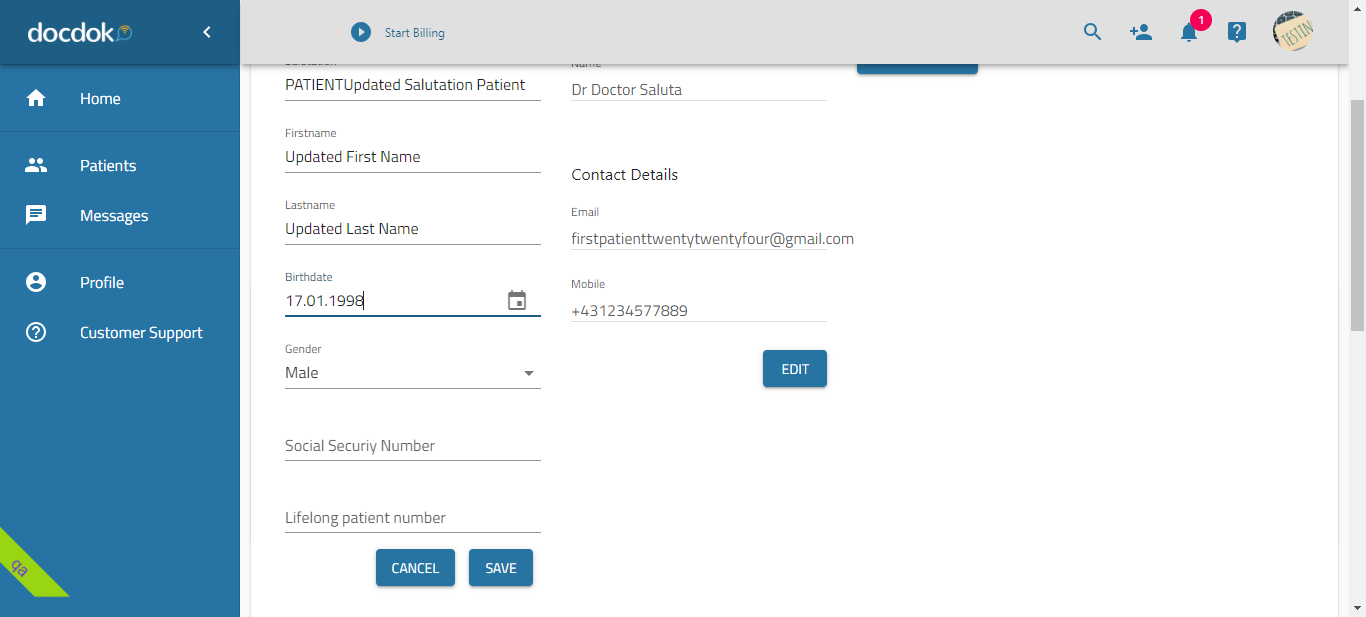 docdok
Start Billing
1
?
TESTIN
Home
Patients
Messages
Profile
Customer Support
qa
Salutation
PATIENTUpdated Salutation Patient
Firstname
Updated First Name
Lastname
Updated Last Name
Birthdate
17.01.1998
Gender
Male
Social Securiy Number
Lifelong patient number
CANCEL
SAVE
Name
Dr Doctor Saluta
Contact Details
Email
firstpatienttwentytwentyfour@gmail.com
Mobile
+431234577889
EDIT